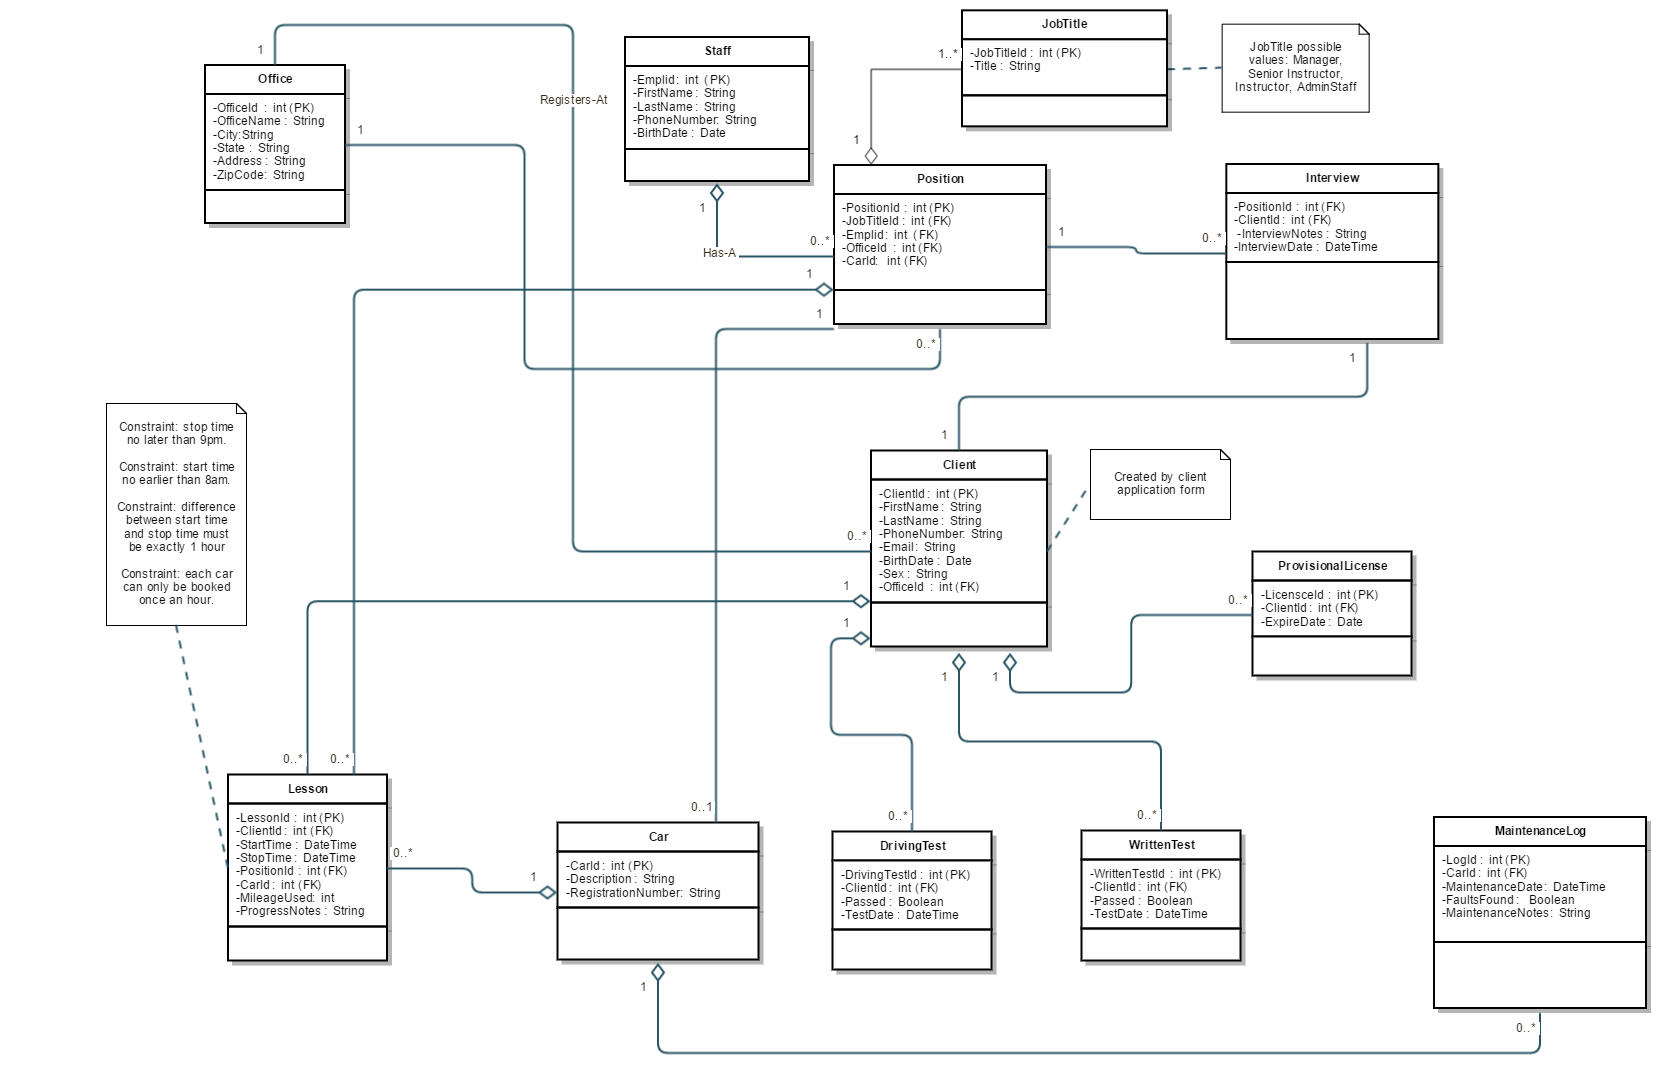 1
Registers-At
Office
-OfficeId : int (PK)
-OfficeName : String
-City:String
-State : String
-Address : String
-ZipCode: String
1
Staff
-EmpIid: int (PK)
-FirstName : String
-LastName : String
-PhoneNumber: String
-BirthDate : Date
1
Has-A
0..*
JobTitle
-JobTitleId : int (PK)
-Title : String
1..*
1
JobTitle possible
values: Manager,
Senior Instructor,
Instructor, AdminStaff
Position
-PositionId : int (PK)
-JobTitleId : int (FK)
-EmpIid: int (FK)
-OfficeId : int (FK)
-CarId: int (FK)
1
1
0..*
1
0..*
Interview
-PositionId : int (FK)
-ClientId : int (FK)
-InterviewNotes : String
-InterviewDate : DateTime
1
1
Constraint: stop time
no later than 9pm.
Constraint: start time
no earlier than 8am.
Constraint: difference
between start time
and stop time must
be exactly 1 hour
Constraint: each car
can only be booked
once an hour.
Client
-ClientId : int (PK)
-FirstName : String
-LastName : String
-PhoneNumber: String
-Email : String
-BirthDate : Date
-Sex : String
-OfficeId : int (FK)
0..*
1
1
1
1
Created by client
application form
ProvisionalLicense
-LicensceId : int (PK)
-ClientId : int (FK)
-ExpireDate : Date
0..*
0..*
0..*
Lesson
-LessonId : int (PK)
-ClientId : int (FK)
-StartTime : DateTime
-StopTime : DateTime
-PositionId : int (FK)
-CarId : int (FK)
-MileageUsed: int
-ProgressNotes : String
0..*
1
0..1
Car
-CarId : int (PK)
-Description : String
-RegistrationNumber: String
1
0..*
DrivingTest
-DrivingTestId : int (PK)
-ClientId : int (FK)
-Passed : Boolean
-TestDate : DateTime
0..*
WrittenTest
-WrittenTestId : int (PK)
-ClientId : int (FK)
-Passed : Boolean
-TestDate : DateTime
MaintenanceLog
-LogId : int (PK)
-CarId : int (FK)
-MaintenanceDate : DateTime
-FaultsFound : Boolean
-MaintenanceNotes : String
0..*